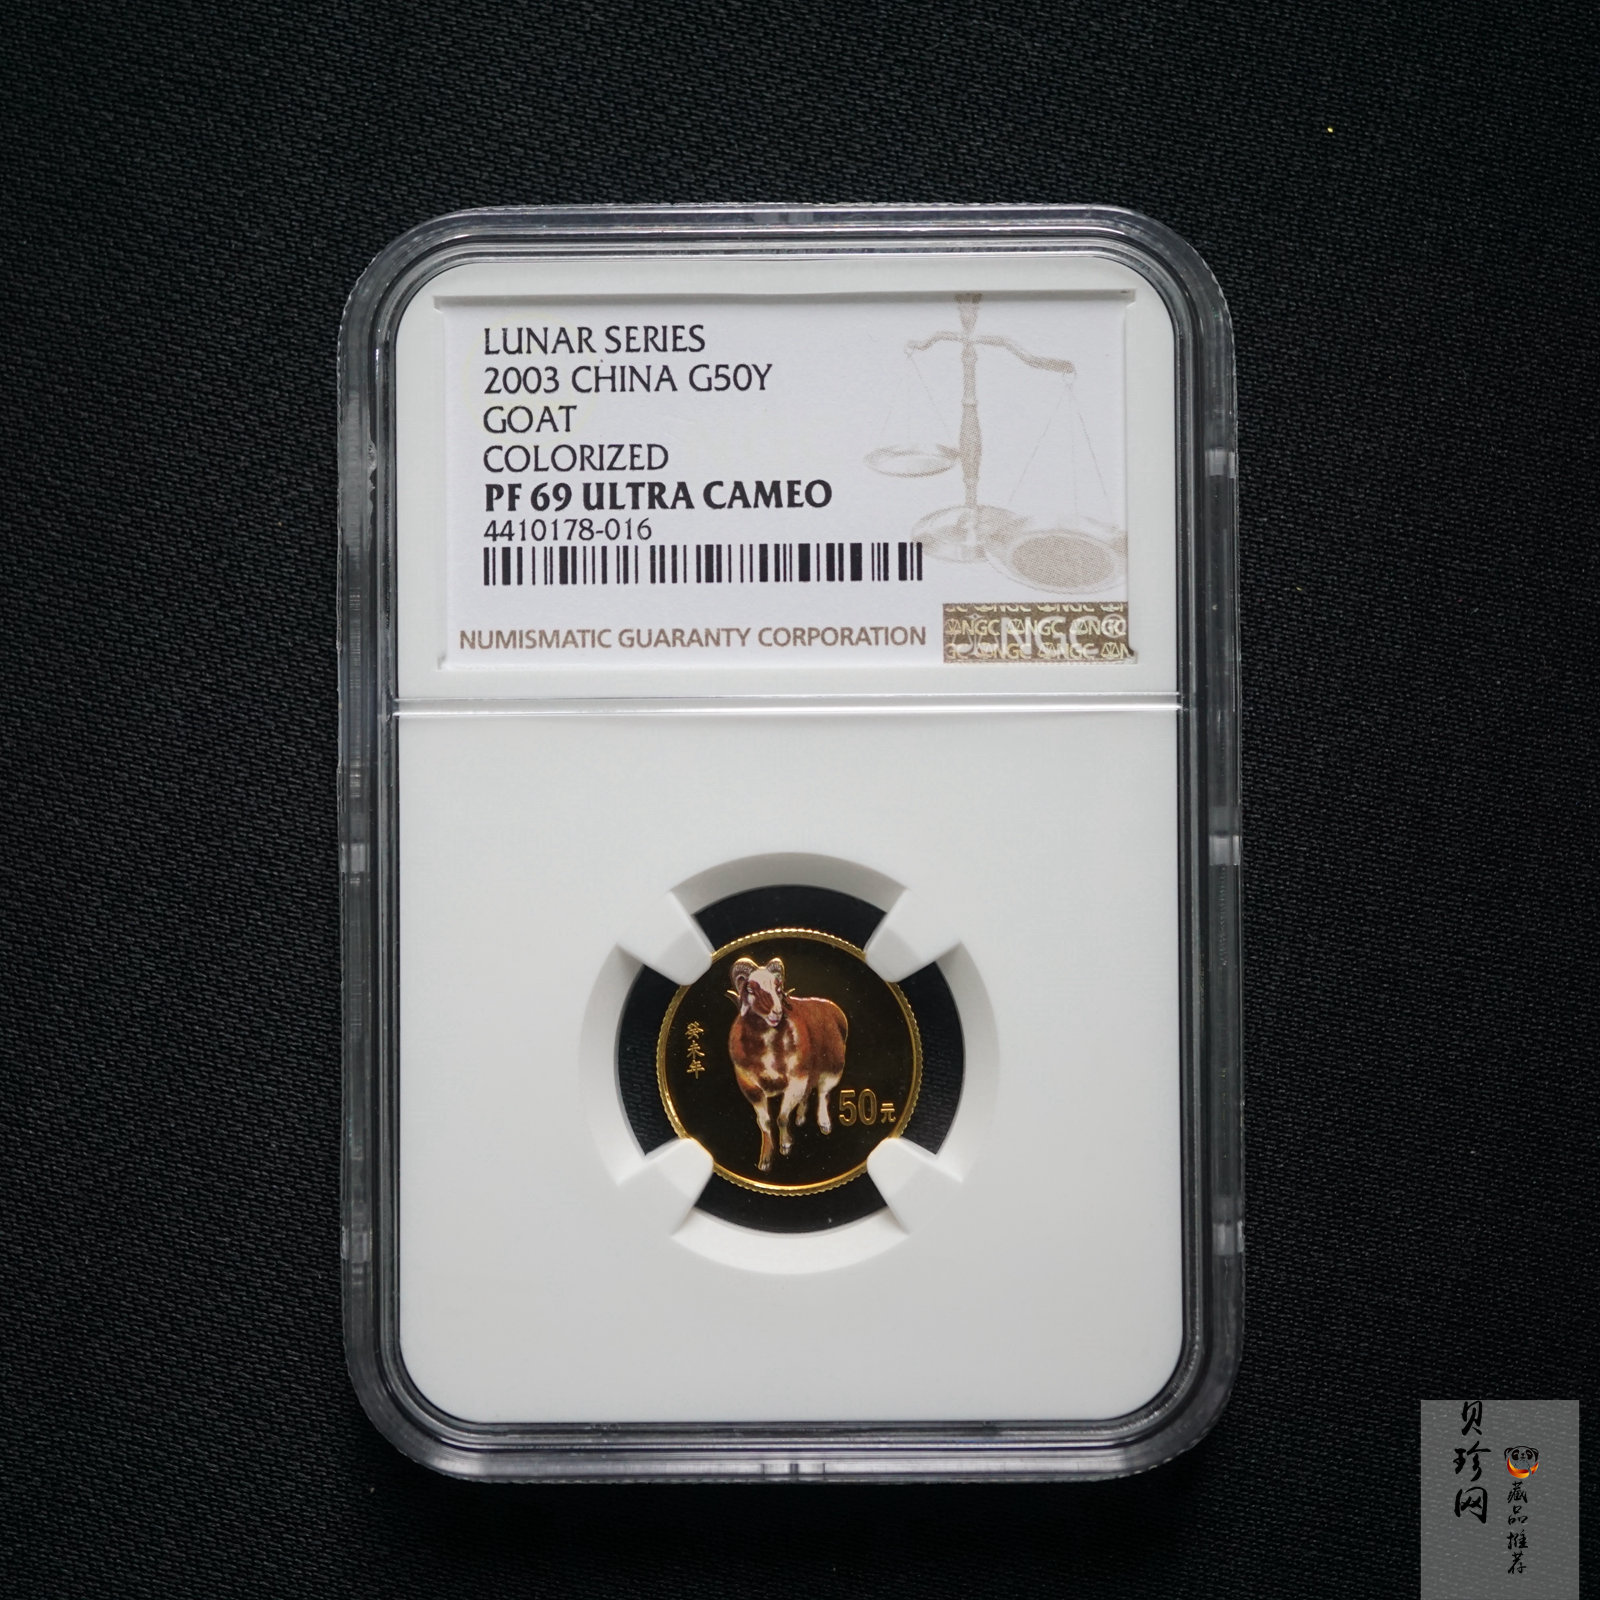 LUNAR SERIES
2003 CHINA G50Y
GOAT
COLORIZED
PF 69 ULTRA CAMEO
4410178-016
NUMISMATIC GUARANTY CORPORATION
NGC
癸未年
50元
贝珍网
藏品推荐